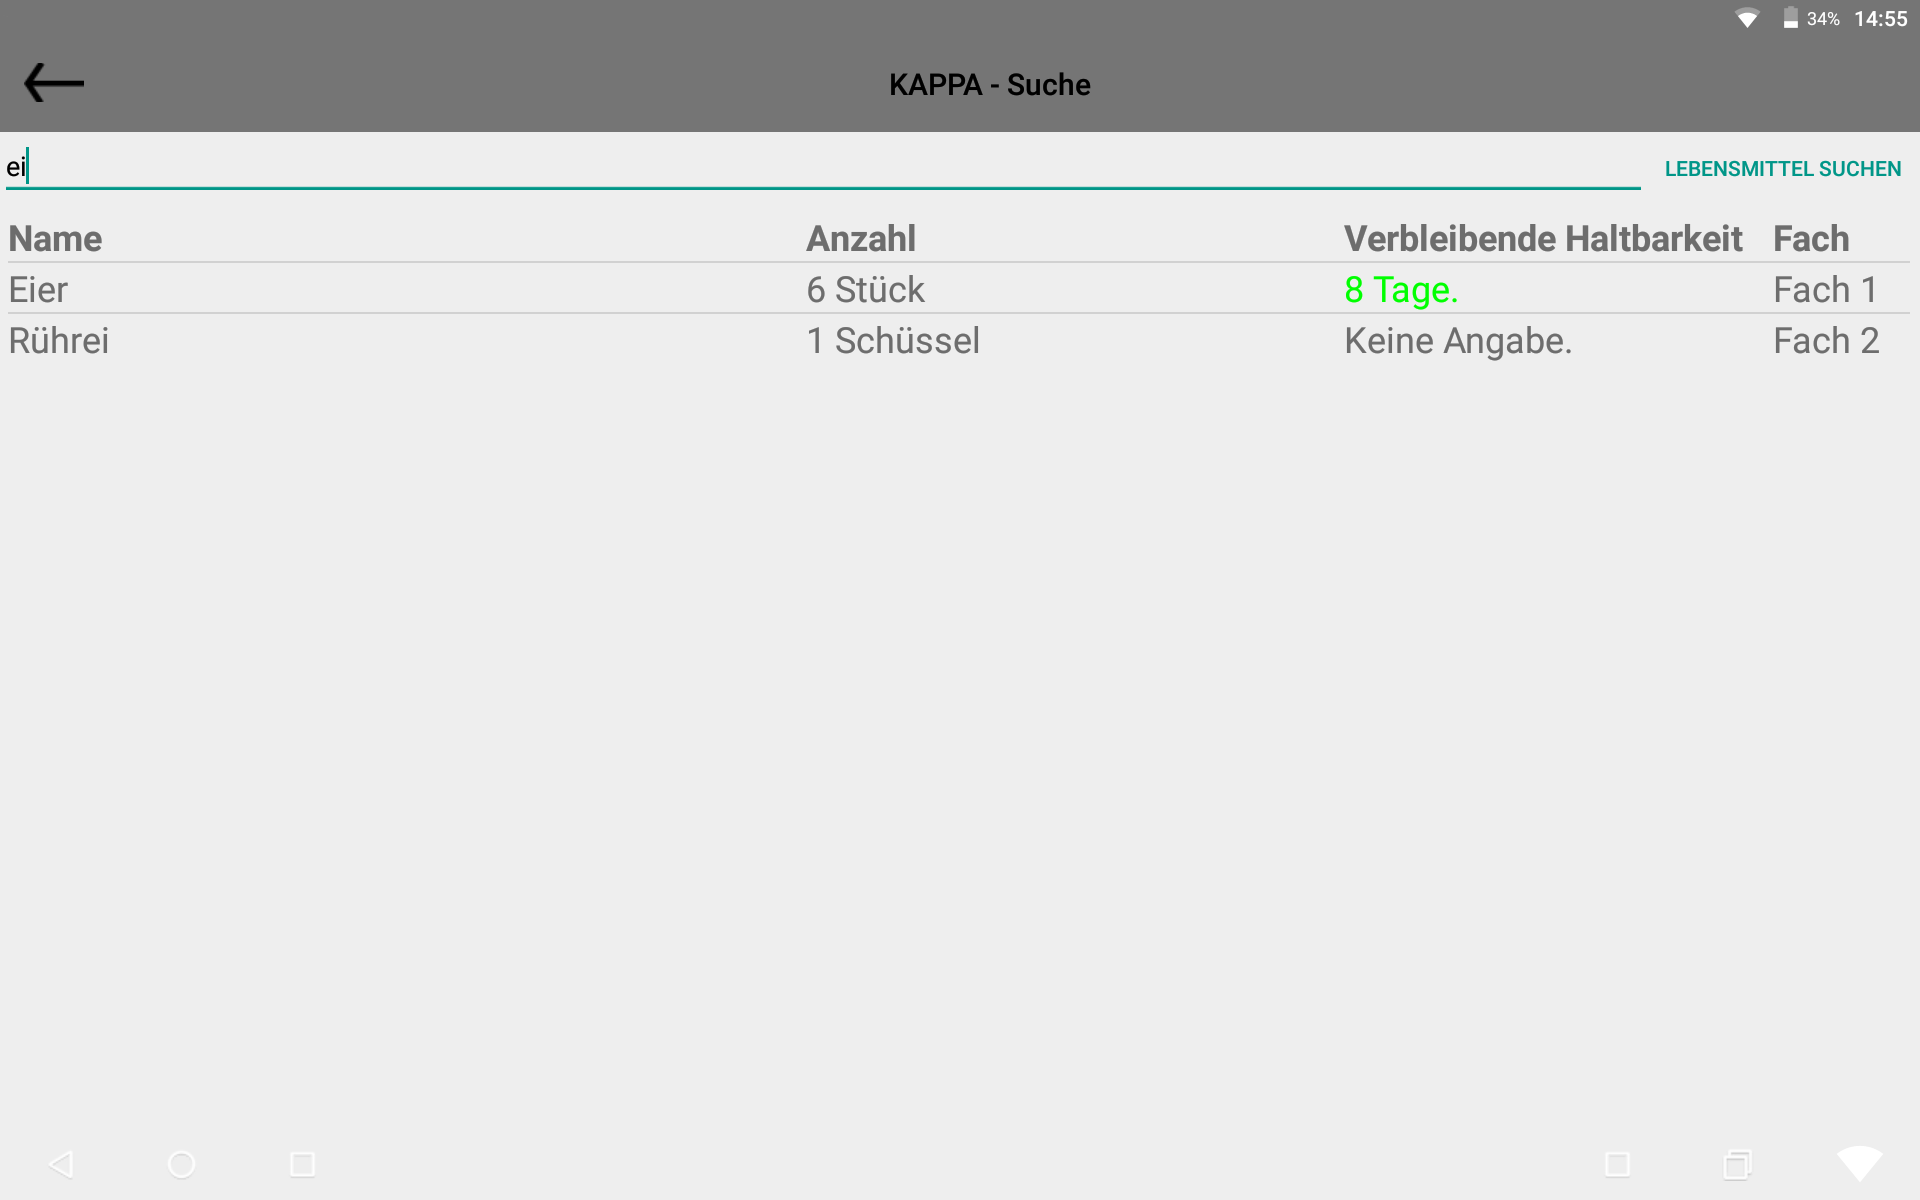 34% 14:55
KAPPA - Suche
ei LEBENSMITTEL SUCHEN
Name Anzahl Verbleibende Haltbarkeit Fach
Eier 6 Stück 8 Tage. Fach 1
Rührei 1 Schüssel Keine Angabe. Fach 2